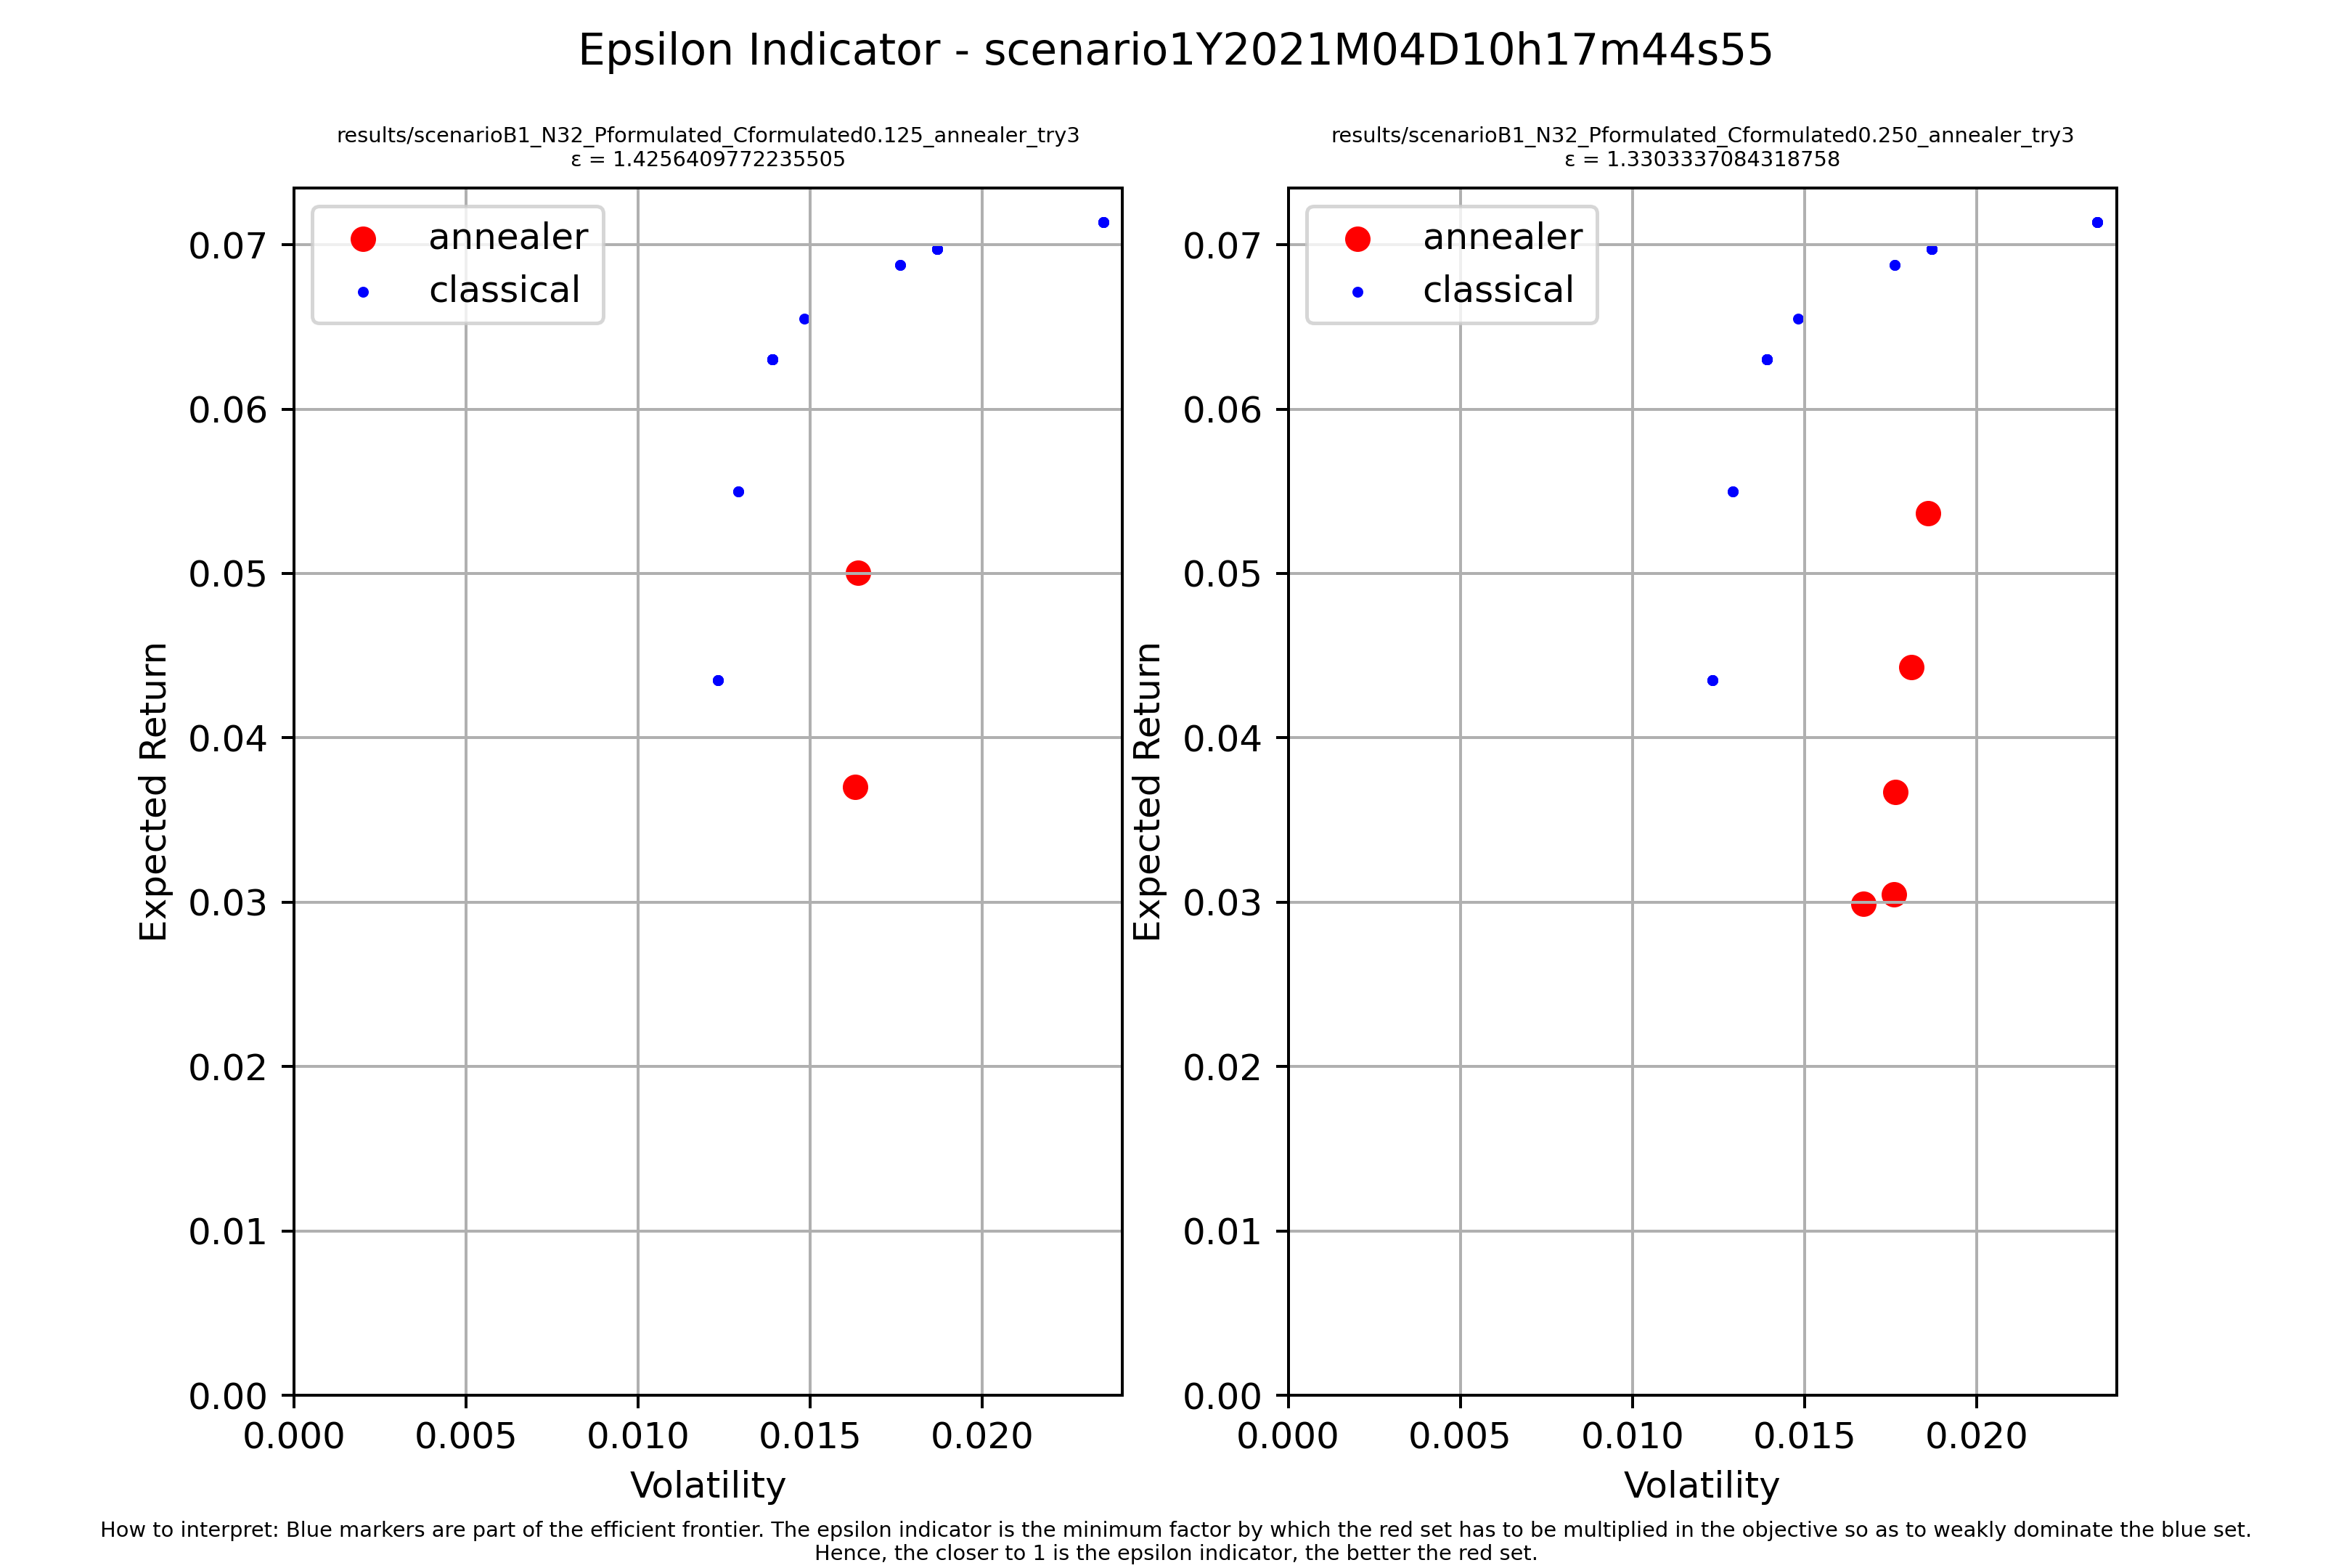 Epsilon Indicator - scenario1Y2021M04D10h17m44s55
results/scenarioB1_N32_Pformulated_Cformulated0.125_annealer_try3
ε = 1.4256409772235505
annealer
classical
0.07
0.06
0.05
0.04
0.03
0.02
0.01
0.00
Expected Return
0.000 0.005 0.010 0.015 0.020
Volatility
results/scenarioB1_N32_Pformulated_Cformulated0.250_annealer_try3
ε = 1.3303337084318758
annealer
classical
0.07
0.06
0.05
0.04
0.03
0.02
0.01
0.00
Expected Return
0.000 0.005 0.010 0.015 0.020
Volatility
How to interpret: Blue markers are part of the efficient frontier. The epsilon indicator is the minimum factor by which the red set has to be multiplied in the objective so as to weakly dominate the blue set.
Hence, the closer to 1 is the epsilon indicator, the better the red set.